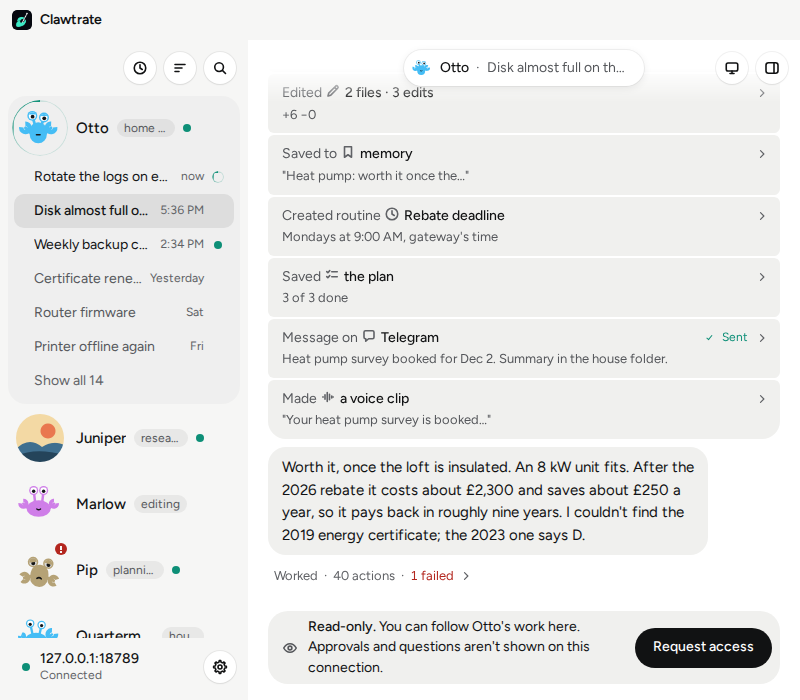 Clawtrate
Otto home ...
Rotate the logs on e... now
Disk almost full o... 5:36 PM
Weekly backup c... 2:34 PM
Certificate rene... Yesterday
Router firmware Sat
Printer offline again Fri
Show all 14
Juniper resea...
Marlow editing
Pip planni...
Quarterm hou
127.0.0.1:18789
Connected
Otto · Disk almost full on th...
Edited 2 files · 3 edits
+6 −0
Saved to memory
"Heat pump: worth it once the..."
Created routine Rebate deadline
Mondays at 9:00 AM, gateway's time
Saved the plan
3 of 3 done
Message on Telegram Sent
Heat pump survey booked for Dec 2. Summary in the house folder.
Made a voice clip
"Your heat pump survey is booked..."
Worth it, once the loft is insulated. An 8 kW unit fits. After the
2026 rebate it costs about £2,300 and saves about £250 a
year, so it pays back in roughly nine years. I couldn't find the
2019 energy certificate; the 2023 one says D.
Worked · 40 actions · 1 failed
Read-only. You can follow Otto's work here.
Approvals and questions aren't shown on this
connection.
Request access